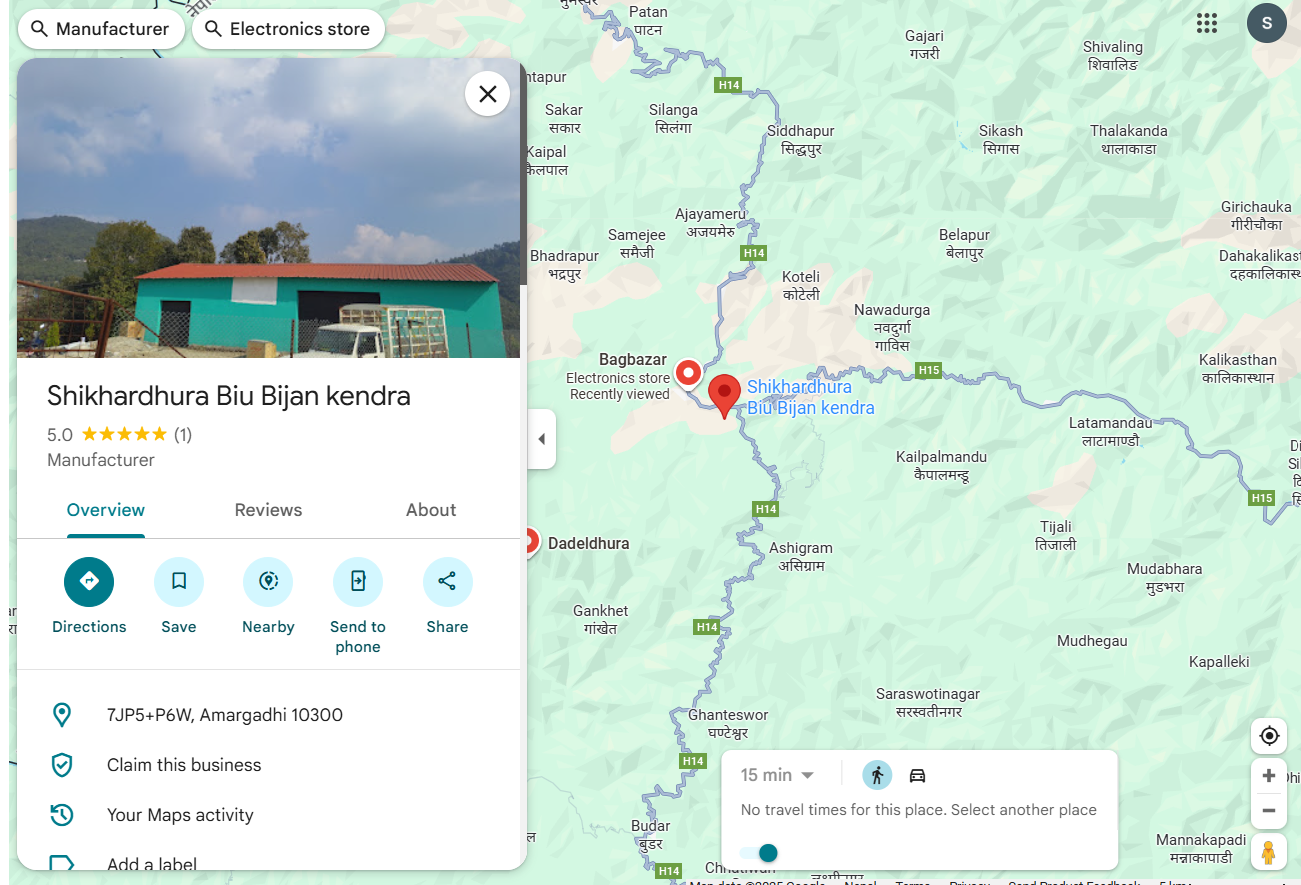 Manufacturer
Electronics store
S
Shikhardhura Biu Bijan kendra
5.0 (1)
Manufacturer
Overview
Reviews
About
Directions
Save
Nearby
Send to
phone
Share
7JP5+P6W, Amargadhi 10300
Claim this business
Your Maps activity
Add a label
Patan
पाटन
Gajari
गजरी
Shivaling
शिवालिङ
H14
Sakar
सकार
Silanga
सिलंगा
Siddhapur
सिद्धपुर
Sikash
सिगास
Thalakanda
थालाकाडा
Kaipal
Ajayameru
अजयमेरु
Girichauka
गीरीचौका
Samejee
समैजी
Belapur
बेलापुर
H14
Bhadrapur
भद्रपुर
Koteli
कोटेली
Nawadurga
नवदुर्गा
गाविस
Bagbazar
Electronics store
Recently viewed
Shikhardhura
Biu Bijan kendra
H15
Kalikasthan
कालिकास्थान
Latamandau
लाटामाण्डौ
Kailpalmandu
कैपालमन्डू
H15
H14
Tijali
तिजाली
Dadeldhura
Ashigram
असिग्राम
Mudabhara
मुडभरा
Gankhet
गांखेत
H14
Mudhegau
Kapalleki
Saraswotinagar
सरस्वतीनगर
Ghanteswor
घण्टेश्वर
H14
15 min
No travel times for this place. Select another place
Budar
बुंडर
Mannakapadi
मन्नाकापाडी
H14